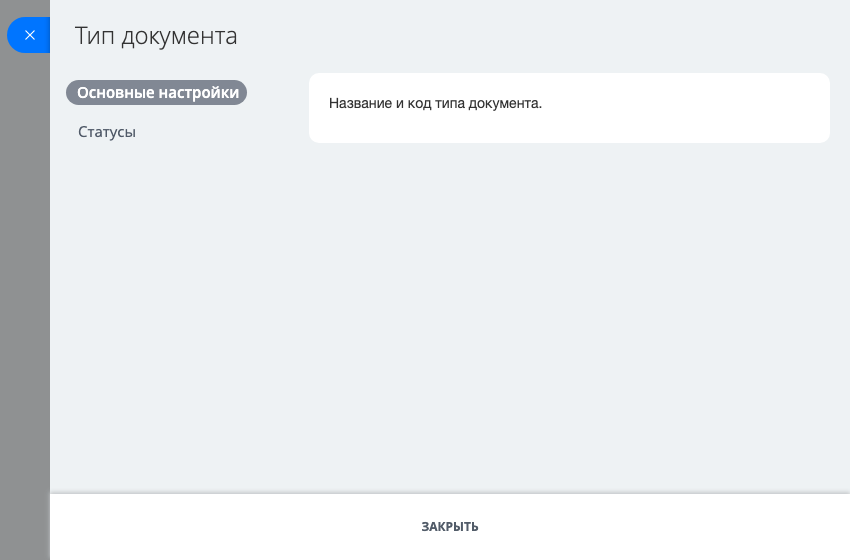 Тип документа
Основные настройки
Статусы
Название и код типа документа.
ЗАКРЫТЬ